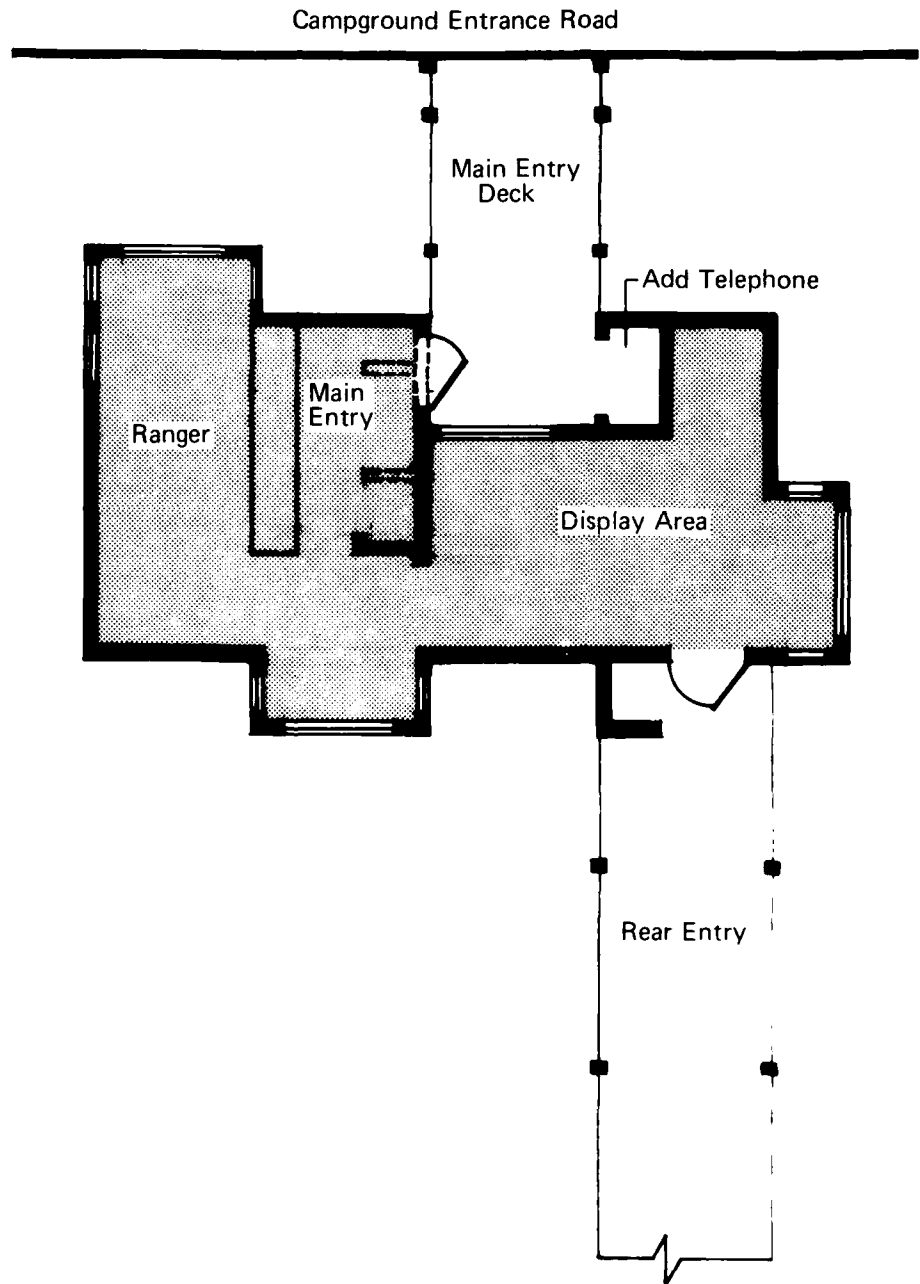 Campground Entrance Road
Main Entry
Deck
Add Telephone
Main
Entry
Ranger
Display Area
Rear Entry